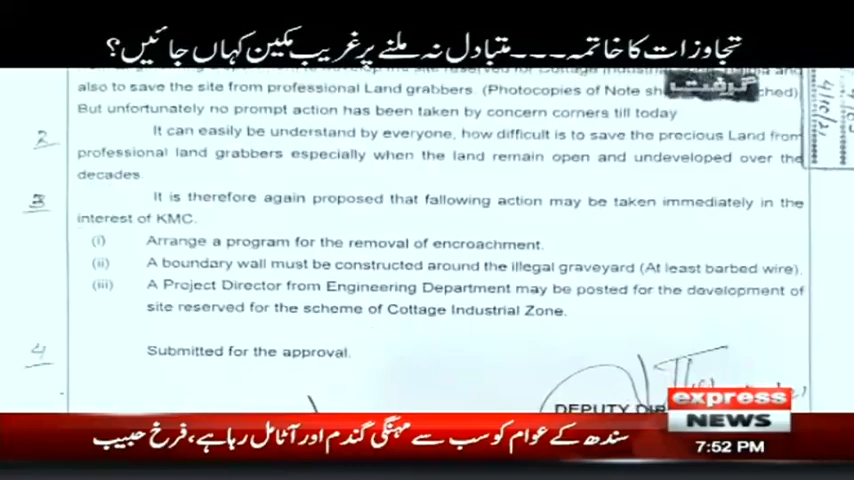 تجاوزات کا خاتمہ۔۔۔ متبادل نہ ملنے پر غریب مکین کہاں جائیں؟
گرفت
also to save the site from professional Land grabbers. (Photocopies of Note
But unfortunately no prompt action has been taken by concern corners till today
2 It can easily be understand by everyone, how difficult is to save the precious Land from
professional land grabbers especially when the land remain open and undeveloped over the
decades.
3 It is therefore again proposed that fallowing action may be taken immediately in the
interest of KMC.
(i) Arrange a program for the removal of encroachment.
(ii) A boundary wall must be constructed around the illegal graveyard (At least barbed wire).
(iii) A Project Director from Engineering Department may be posted for the development of
site reserved for the scheme of Cottage Industrial Zone.
4 Submitted for the approval.
DEPUTY
express
NEWS
7:52 PM
سندھ کے عوام کو سب سے مہنگی گندم اور آٹا مل رہا ہے، فرخ حبیب